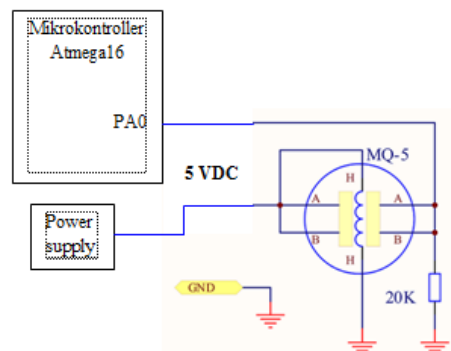 Mikrokontroller
Atmega16
PA0
MQ-5
H
5 VDC
A
A
Power
supply
B
B
H
GND
20K